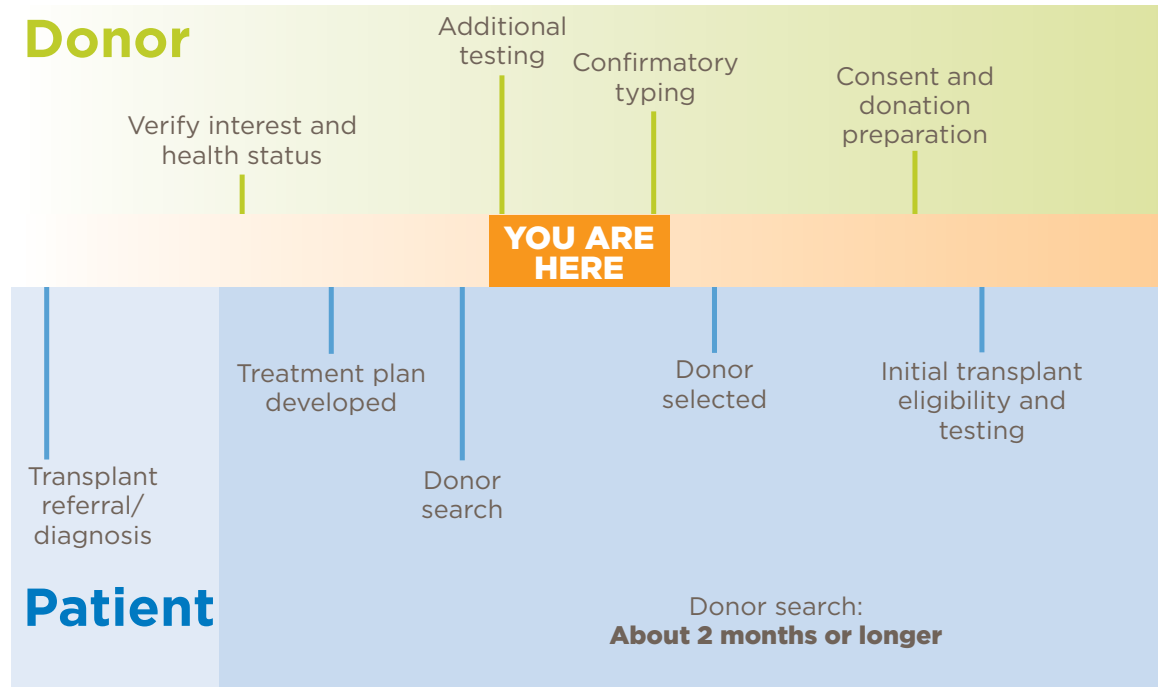 Donor
Additional
testing
Confirmatory
typing
Consent and
donation
preparation
Verify interest and
health status
YOU ARE
HERE
Treatment plan
developed
Donor
selected
Initial transplant
eligibility and
testing
Transplant
referral/
diagnosis
Donor
search
Patient
Donor search:
About 2 months or longer